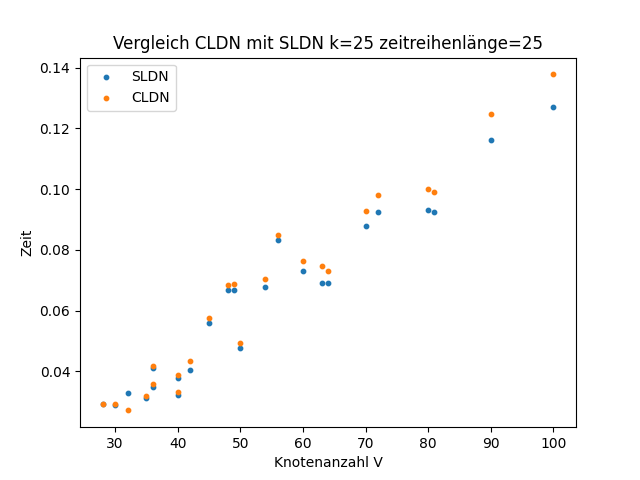 Vergleich CLDN mit SLDN k=25 zeitreihenlänge=25
SLDN
CLDN
0.14
0.12
0.10
0.08
0.06
0.04
Zeit
30 40 50 60 70 80 90 100
Knotenanzahl V